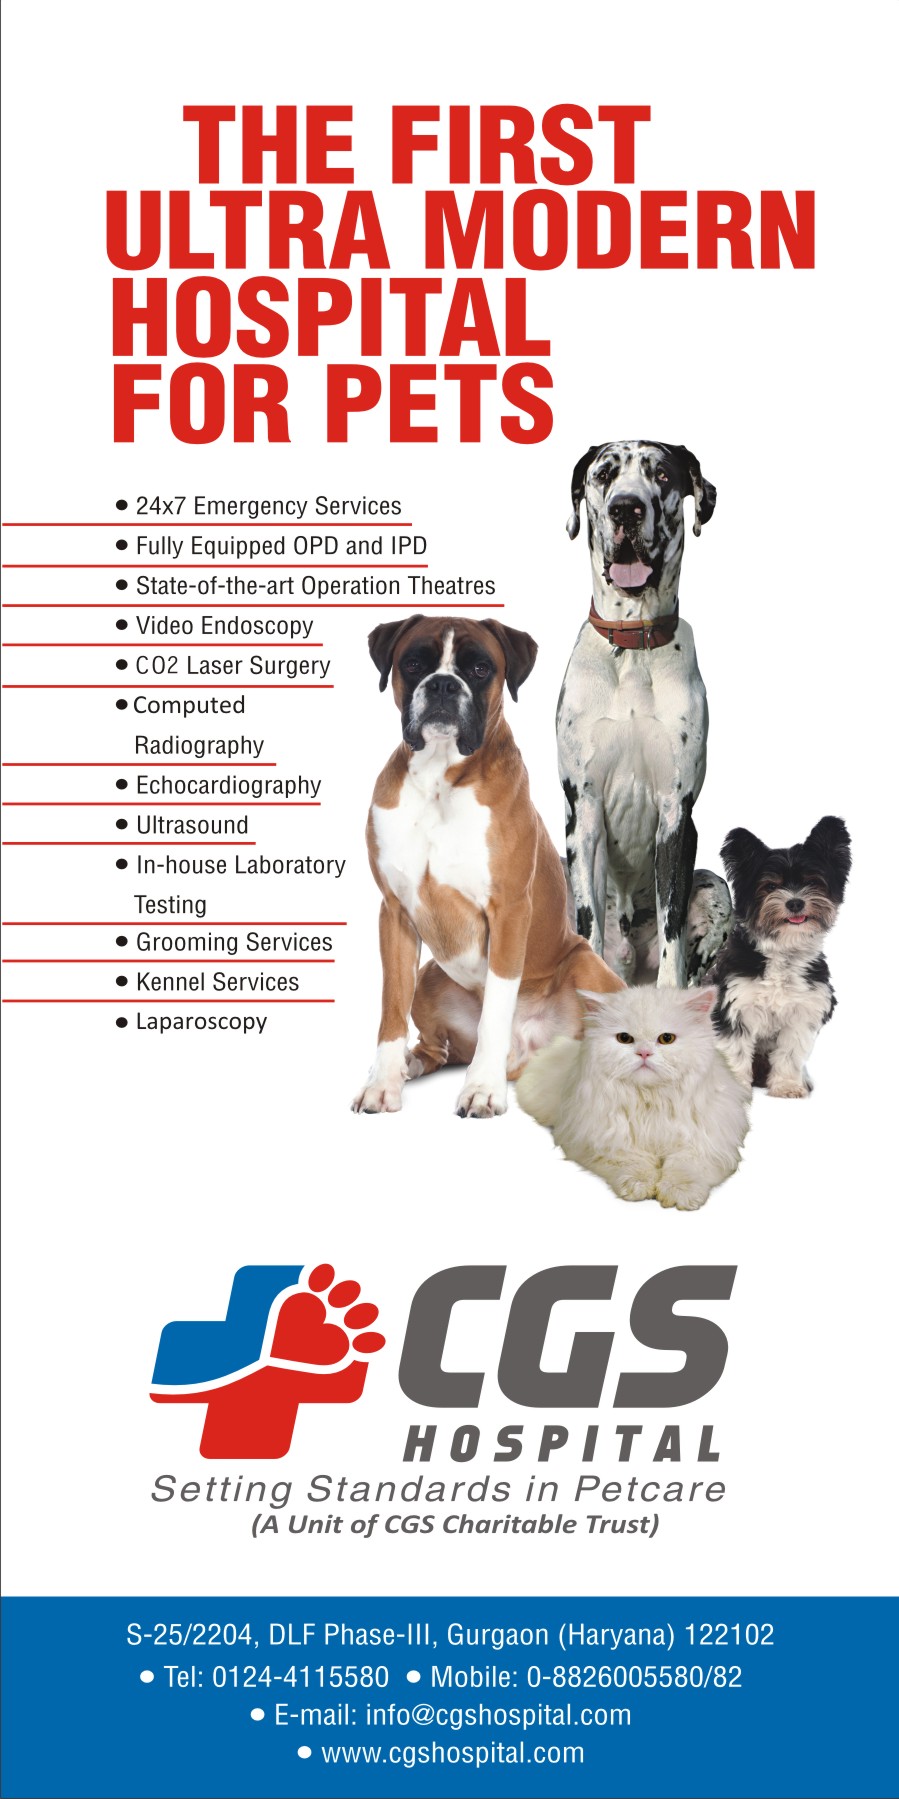 THE FIRST
ULTRA MODERN
HOSPITAL
FOR PETS
• 24x7 Emergency Services
• Fully Equipped OPD and IPD
• State-of-the-art Operation Theatres
• Video Endoscopy
• CO2 Laser Surgery
• Computed
Radiography
• Echocardiography
• Ultrasound
• In-house Laboratory
Testing
• Grooming Services
• Kennel Services
• Laparoscopy
CGS
HOSPITAL
Setting Standards in Petcare
(A Unit of CGS Charitable Trust)
S-25/2204, DLF Phase-III, Gurgaon (Haryana) 122102
• Tel: 0124-4115580 • Mobile: 0-8826005580/82
• E-mail: info@cgshospital.com
• www.cgshospital.com